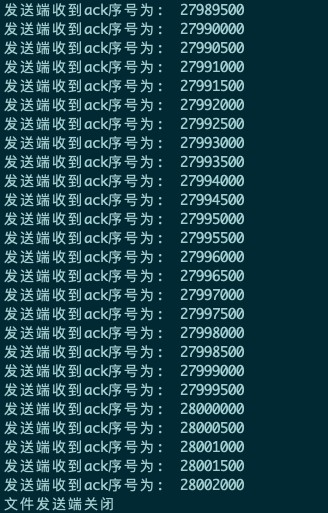 发送端收到ack序号为： 27989500
发送端收到ack序号为： 27990000
发送端收到ack序号为： 27990500
发送端收到ack序号为： 27991000
发送端收到ack序号为： 27991500
发送端收到ack序号为： 27992000
发送端收到ack序号为： 27992500
发送端收到ack序号为： 27993000
发送端收到ack序号为： 27993500
发送端收到ack序号为： 27994000
发送端收到ack序号为： 27994500
发送端收到ack序号为： 27995000
发送端收到ack序号为： 27995500
发送端收到ack序号为： 27996000
发送端收到ack序号为： 27996500
发送端收到ack序号为： 27997000
发送端收到ack序号为： 27997500
发送端收到ack序号为： 27998000
发送端收到ack序号为： 27998500
发送端收到ack序号为： 27999000
发送端收到ack序号为： 27999500
发送端收到ack序号为： 28000000
发送端收到ack序号为： 28000500
发送端收到ack序号为： 28001000
发送端收到ack序号为： 28001500
发送端收到ack序号为： 28002000
文件发送端关闭